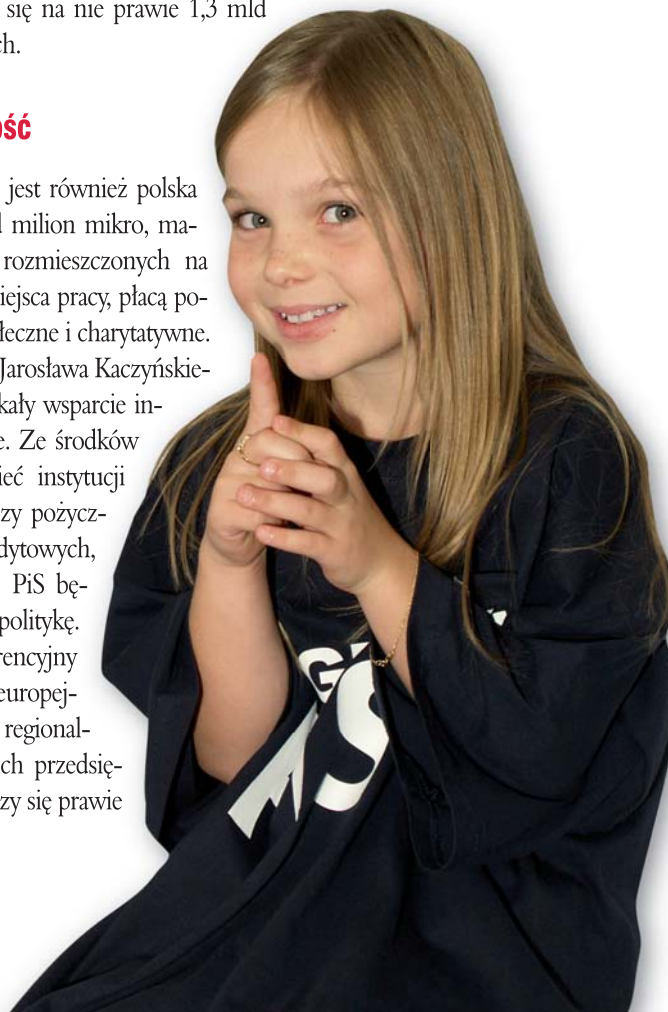 się na nie prawie 1,3 mld
ch.
ość
jest również polska
milion mikro, ma-
rozmieszczonych na
iejsca pracy, płacą po-
łeczne i charytatywne.
Jarosława Kaczyńskie-
kały wsparcie in-
e. Ze środków
ieć instytucji
zy pożycz-
dytowych,
PiS bę-
politykę.
rencyjny
europej-
regional-
ch przedsię-
zy się prawie